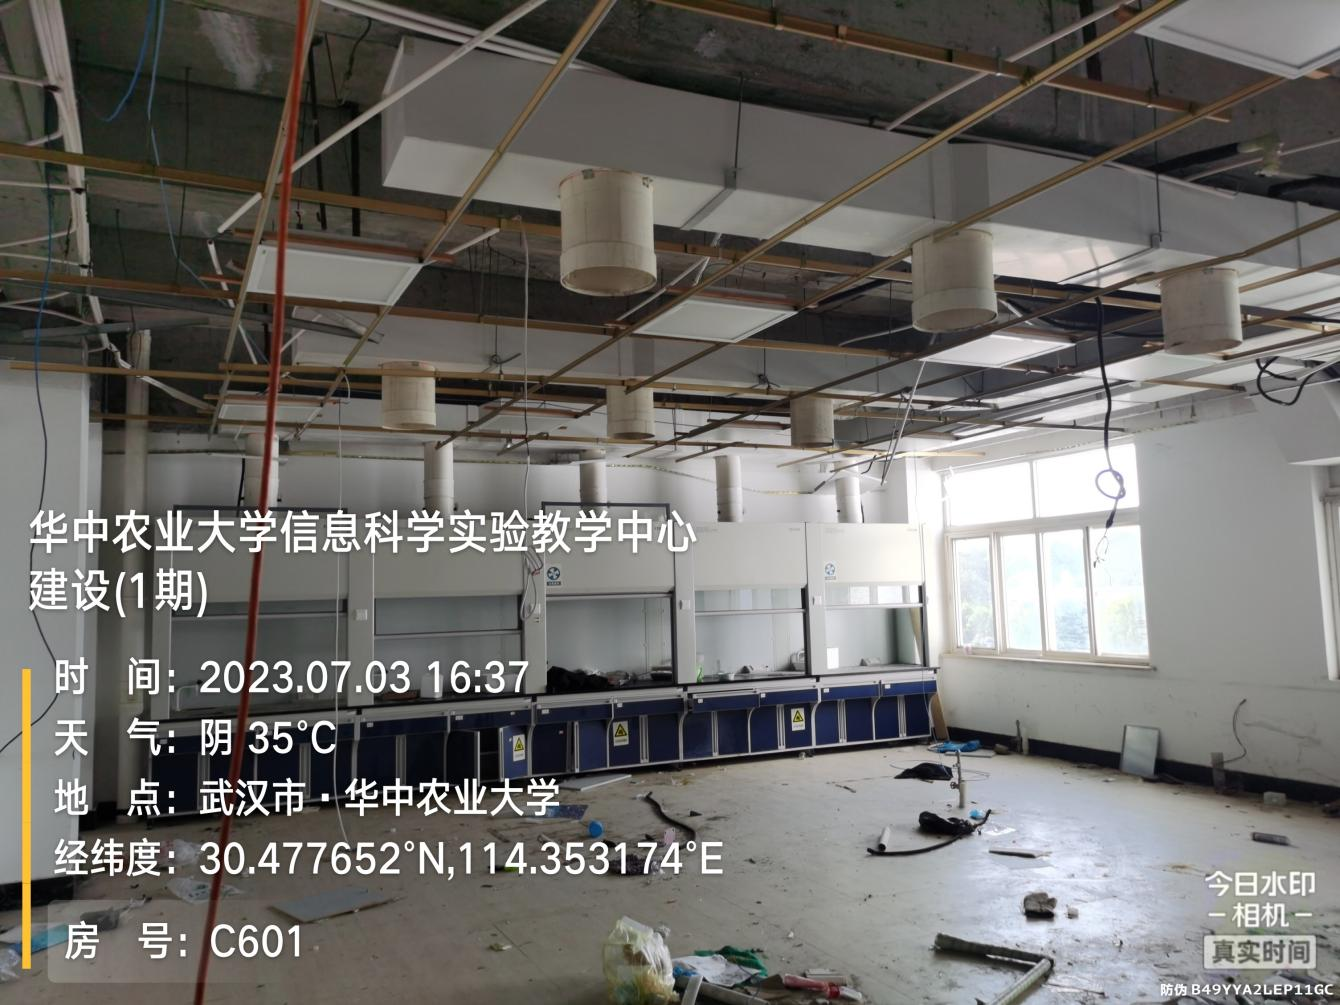 华中农业大学信息科学实验教学中心
建设(1期)
时 间：2023.07.03 16:37
天 气：阴 35℃
地 点：武汉市·华中农业大学
经纬度：30.477652°N,114.353174°E
房 号：C601
今日水印
相机
真实时间
防伪 B49YYA2LEP11GC